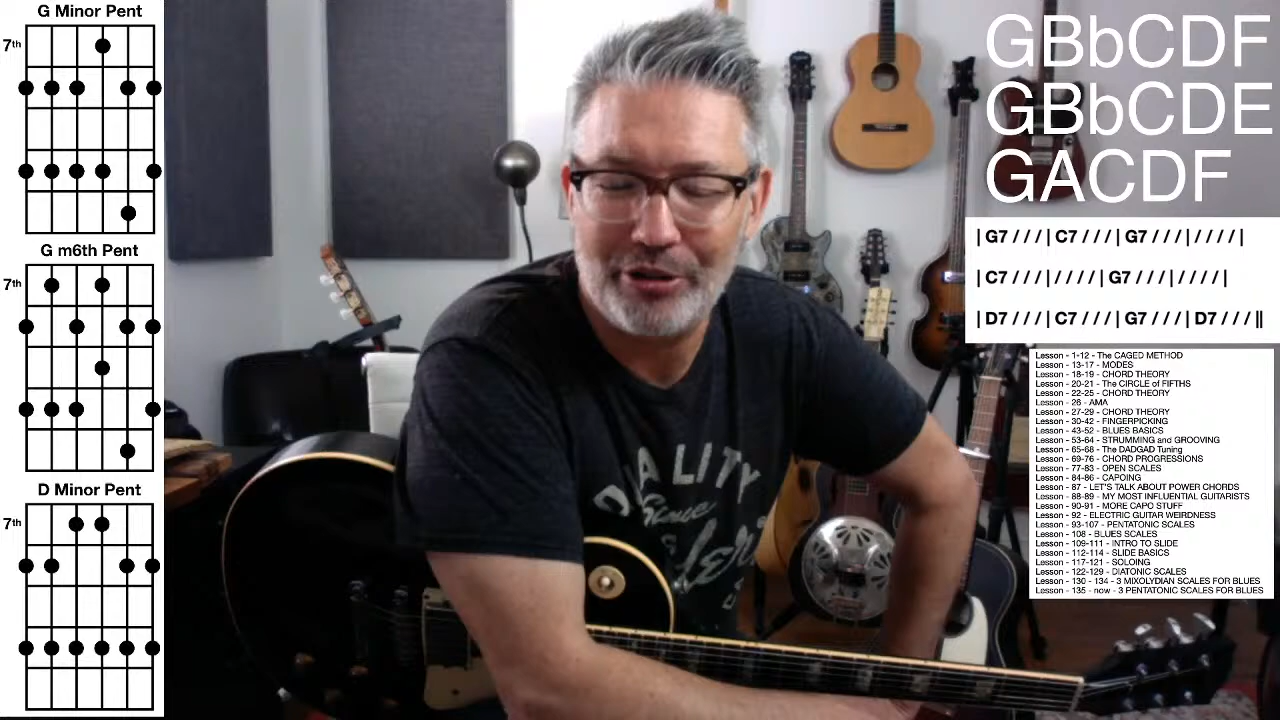 G Minor Pent
7th
G m6th Pent
7th
D Minor Pent
7th
GBbCDF
GBbCDE
GACDF
| G7 / / / | C7 / / / | G7 / / / | / / / / |
| C7 / / / | / / / / | G7 / / / | / / / / |
| D7 / / / | C7 / / / | G7 / / / | D7 / / / ||
Lesson - 1-12 - The CAGED METHOD
Lesson - 13-17 - MODES
Lesson - 18-19 - CHORD THEORY
Lesson - 20-21 - The CIRCLE of FIFTHS
Lesson - 22-25 - CHORD THEORY
Lesson - 26 - AMA
Lesson - 27-29 - CHORD THEORY
Lesson - 30-42 - FINGERPICKING
Lesson - 43-52 - BLUES BASICS
Lesson - 53-64 - STRUMMING and GROOVING
Lesson - 65-68 - The DADGAD Tuning
Lesson - 69-76 - CHORD PROGRESSIONS
Lesson - 77-83 - OPEN SCALES
Lesson - 84-86 - CAPOING
Lesson - 87 - LET'S TALK ABOUT POWER CHORDS
Lesson - 88-89 - MY MOST INFLUENTIAL GUITARISTS
Lesson - 90-91 - MORE CAPO STUFF
Lesson - 92 - ELECTRIC GUITAR WEIRDNESS
Lesson - 93-107 - PENTATONIC SCALES
Lesson - 108 - BLUES SCALES
Lesson - 109-111 - INTRO TO SLIDE
Lesson - 112-114 - SLIDE BASICS
Lesson - 117-121 - SOLOING
Lesson - 122-129 - DIATONIC SCALES
Lesson - 130 - 134 - 3 MIXOLYDIAN SCALES FOR BLUES
Lesson - 135 - now - 3 PENTATONIC SCALES FOR BLUES